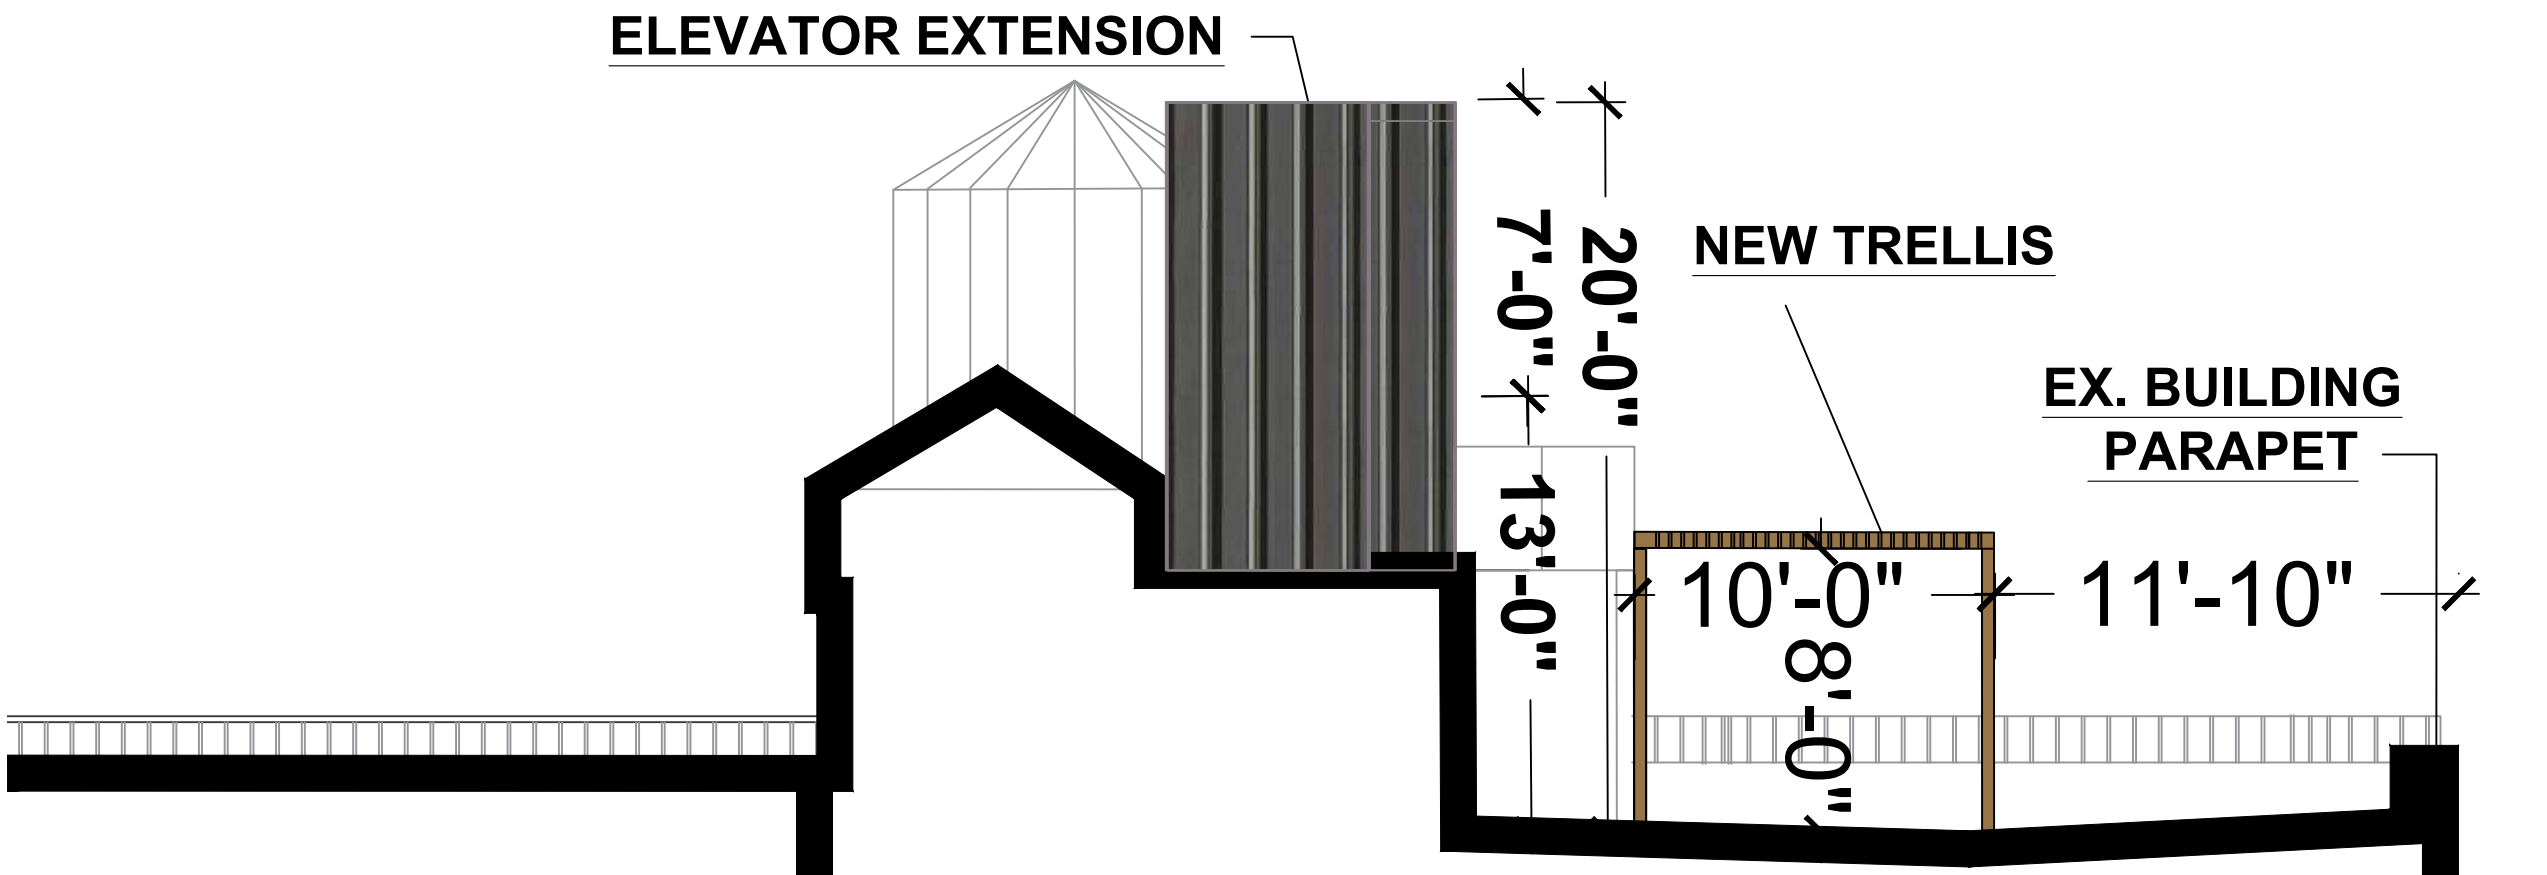 ELEVATOR EXTENSION
7'-0"
20'-0"
NEW TRELLIS
EX. BUILDING
PARAPET
13'-0"
10'-0"
11'-10"
8'-0"